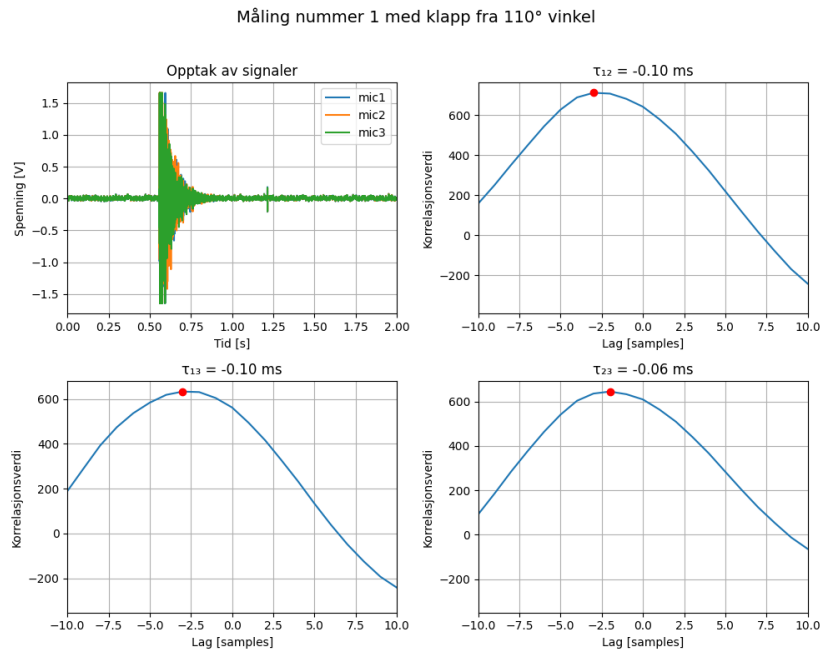 Måling nummer 1 med klapp fra 110° vinkel
Opptak av signaler
Spenning [V]
1.5
1.0
0.5
0.0
−0.5
−1.0
−1.5
mic1
mic2
mic3
0.00 0.25 0.50 0.75 1.00 1.25 1.50 1.75 2.00
Tid [s]
τ₁₂ = -0.10 ms
Korrelasjonsverdi
600
400
200
0
−200
−10.0 −7.5 −5.0 −2.5 0.0 2.5 5.0 7.5 10.0
Lag [samples]
τ₁₃ = -0.10 ms
Korrelasjonsverdi
600
400
200
0
−200
−10.0 −7.5 −5.0 −2.5 0.0 2.5 5.0 7.5 10.0
Lag [samples]
τ₂₃ = -0.06 ms
Korrelasjonsverdi
600
400
200
0
−200
−10.0 −7.5 −5.0 −2.5 0.0 2.5 5.0 7.5 10.0
Lag [samples]